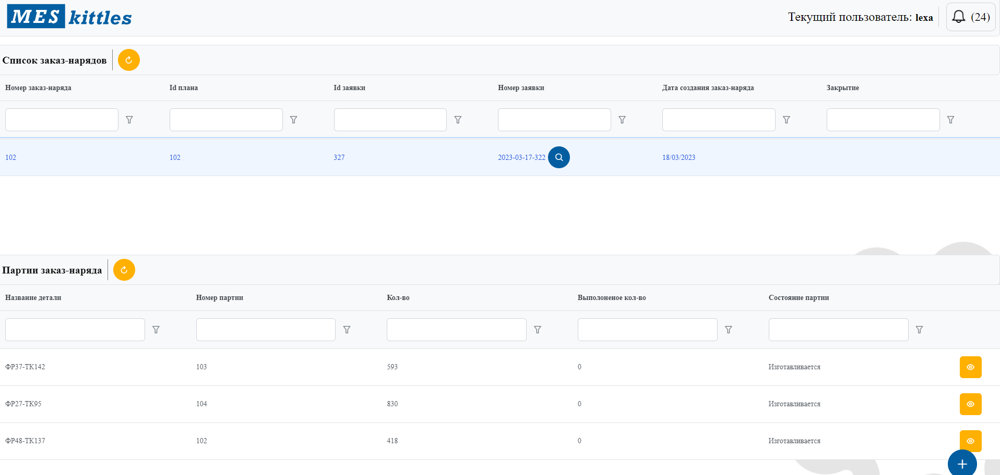 MES kittles
Текущий пользователь: lexa
(24)
Список заказ-нарядов
Номер заказ-наряда Id плана Id заявки Номер заявки Дата создания заказ-наряда Закрытие
102 102 327 2023-03-17-322 18/03/2023
Партии заказ-наряда
Название детали Номер партии Кол-во Выполоненое кол-во Состояние партии
ФР37-ТК142 103 593 0 Изготавливается
ФР27-ТК95 104 830 0 Изготавливается
ФР48-ТК137 102 418 0 Изготавливается